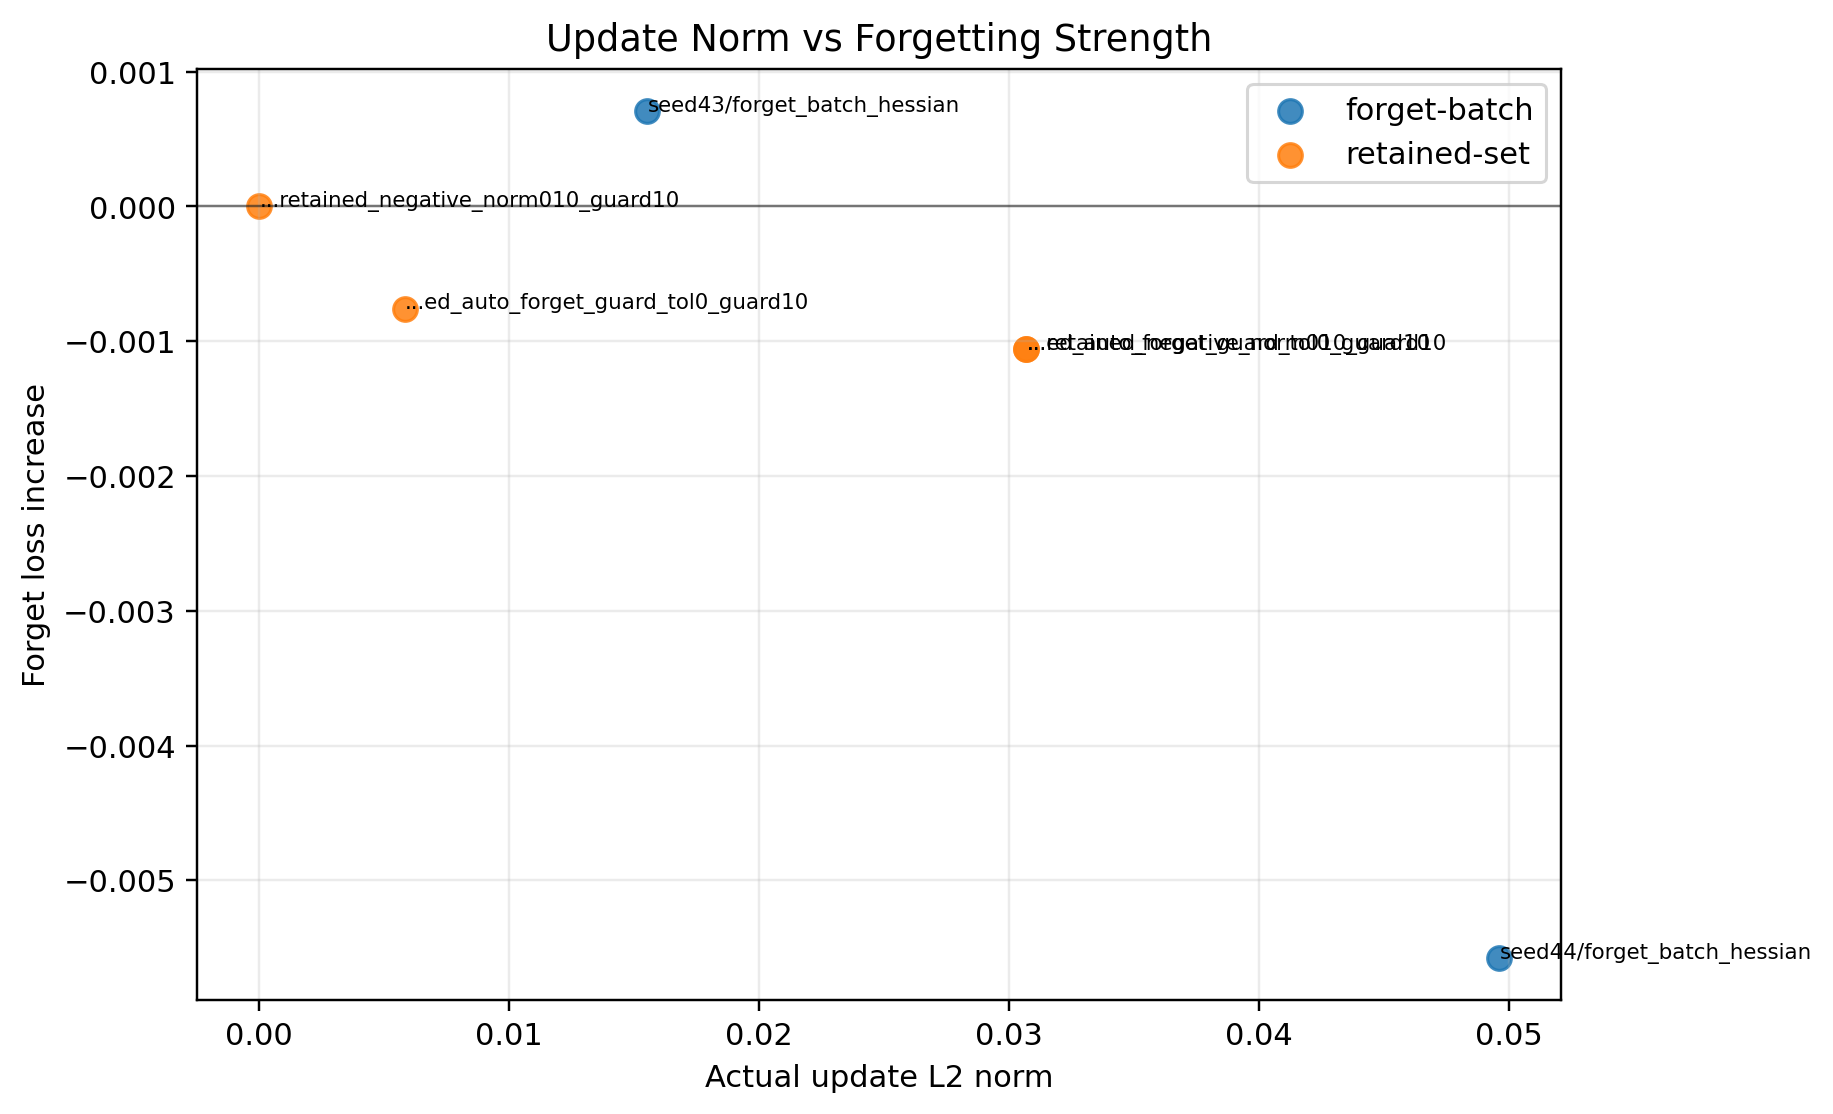 Update Norm vs Forgetting Strength
0.001
0.000
−0.001
−0.002
−0.003
−0.004
−0.005
Forget loss increase
seed43/forget_batch_hessian
forget-batch
retained-set
...retained_negative_norm010_guard10
...ed_auto_forget_guard_tol0_guard10
...retained_negative_norm010_guard10
...ed_auto_forget_guard_tol0_guard10
seed44/forget_batch_hessian
0.00
0.01
0.02
0.03
0.04
0.05
Actual update L2 norm